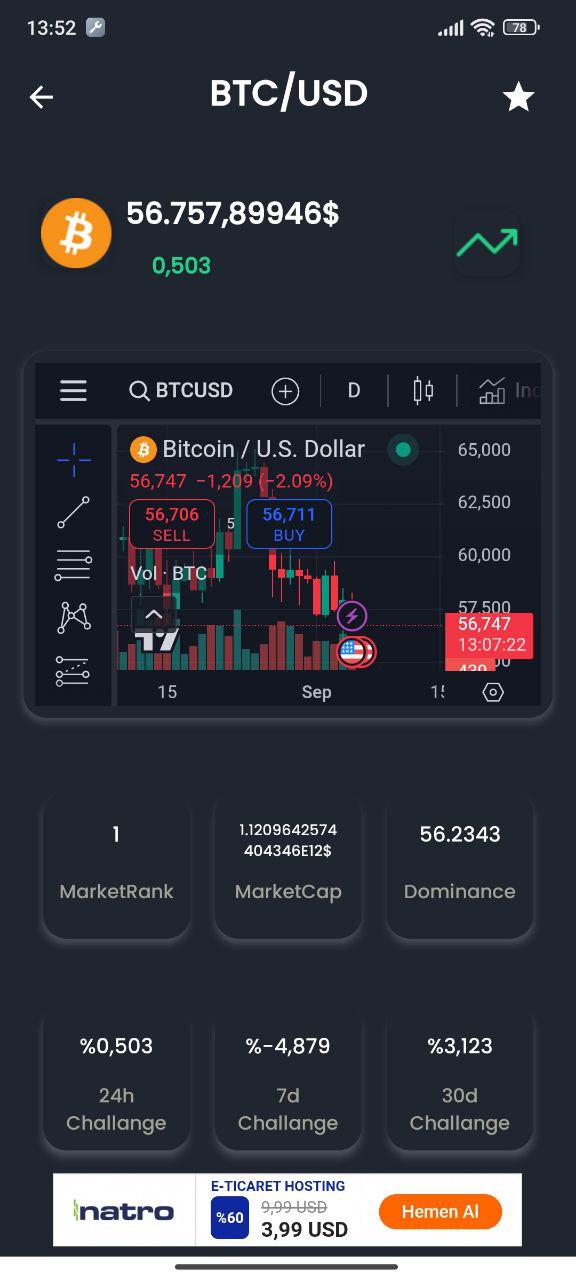 13:52
78
BTC/USD
56.757,89946$
0,503
BTCUSD
D
Inc
Bitcoin / U.S. Dollar
56,747 −1,209 (−2.09%)
56,706
SELL
5
56,711
BUY
Vol · BTC
65,000
62,500
60,000
57,500
56,747
13:07:22
15
Sep
1
MarketRank
1.1209642574
404346E12$
MarketCap
56.2343
Dominance
%0,503
24h
Challange
%-4,879
7d
Challange
%3,123
30d
Challange
natro
E-TICARET HOSTING
%60
9,99 USD
3,99 USD
Hemen Al